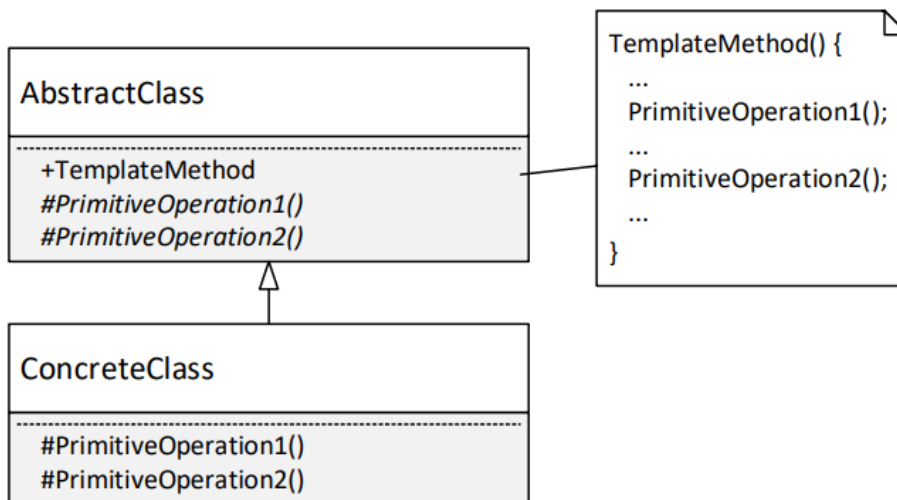 AbstractClass
+TemplateMethod
#PrimitiveOperation1()
#PrimitiveOperation2()
TemplateMethod() {
...
PrimitiveOperation1();
...
PrimitiveOperation2();
...
}
ConcreteClass
#PrimitiveOperation1()
#PrimitiveOperation2()